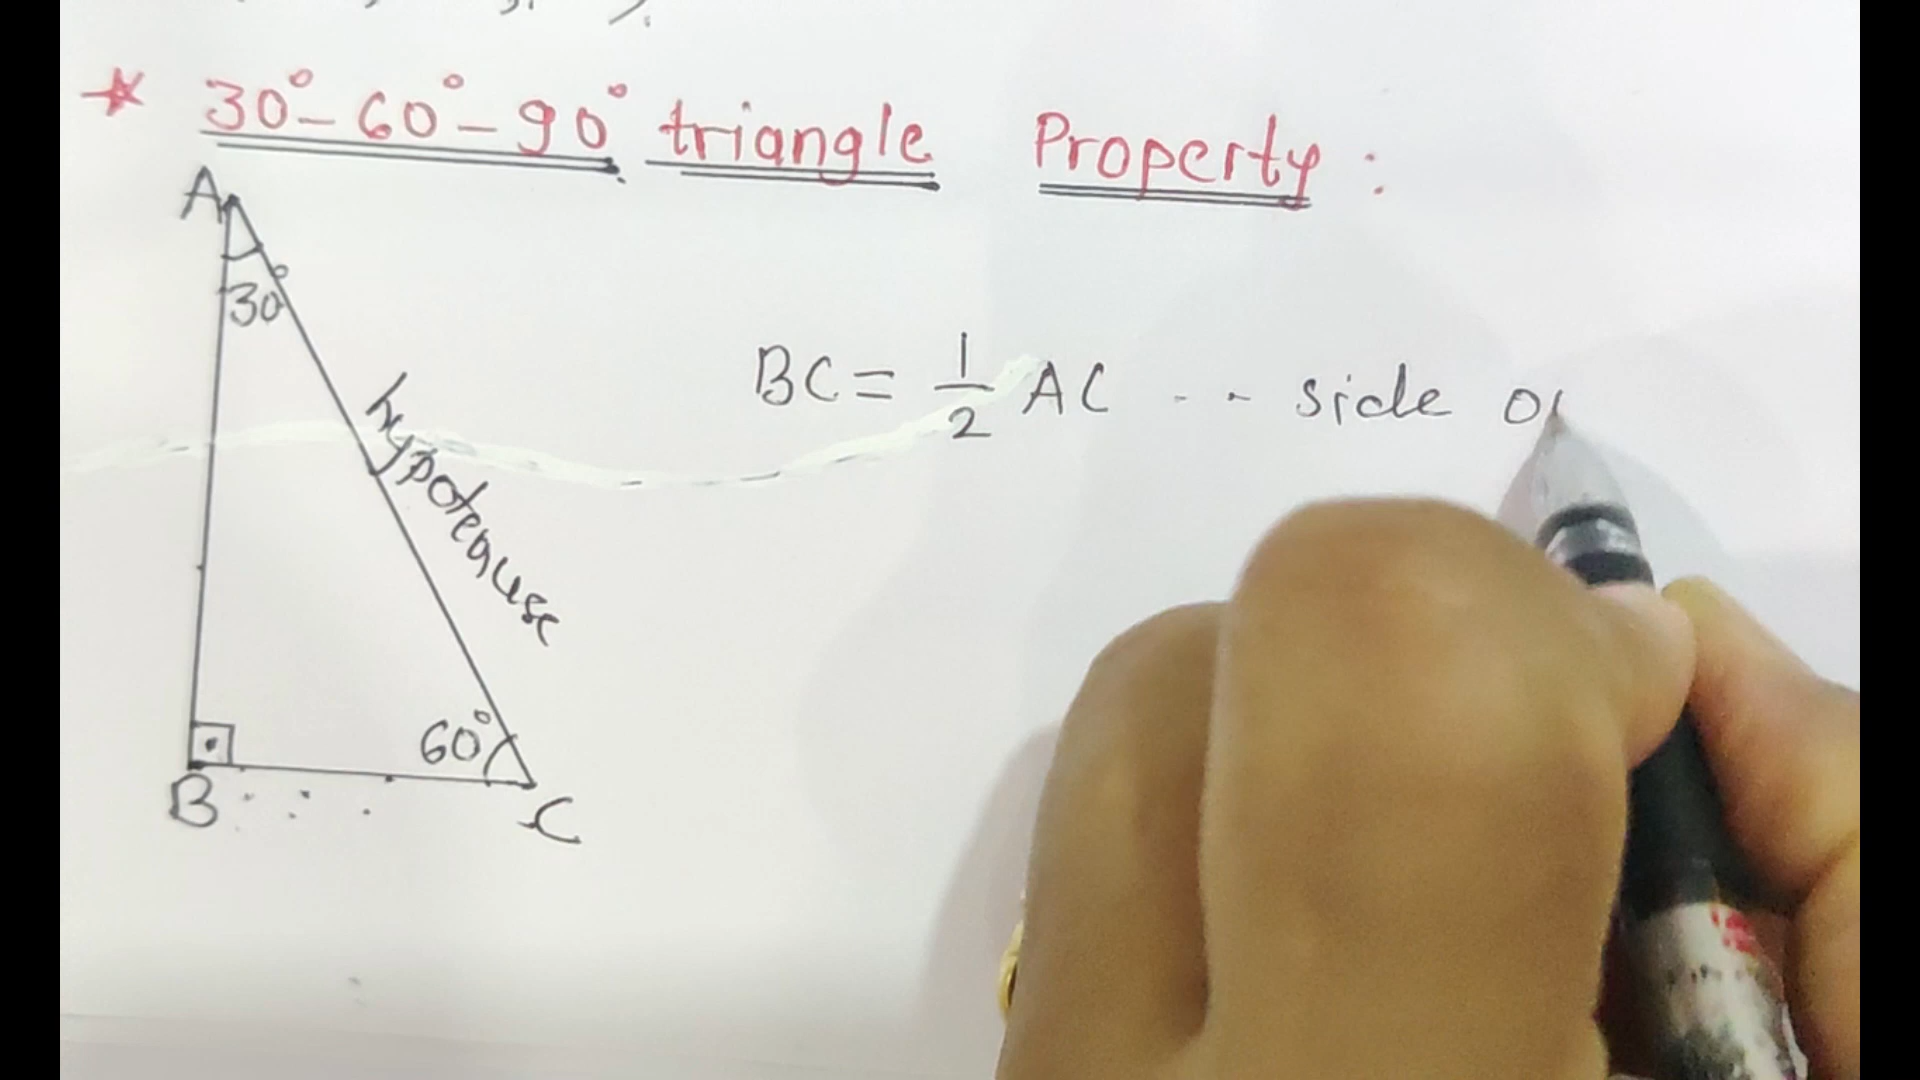 * 30° - 60° - 90° triangle Property :
A
30°
hypotenuse
BC = 1/2 AC .. side
60°
B
C